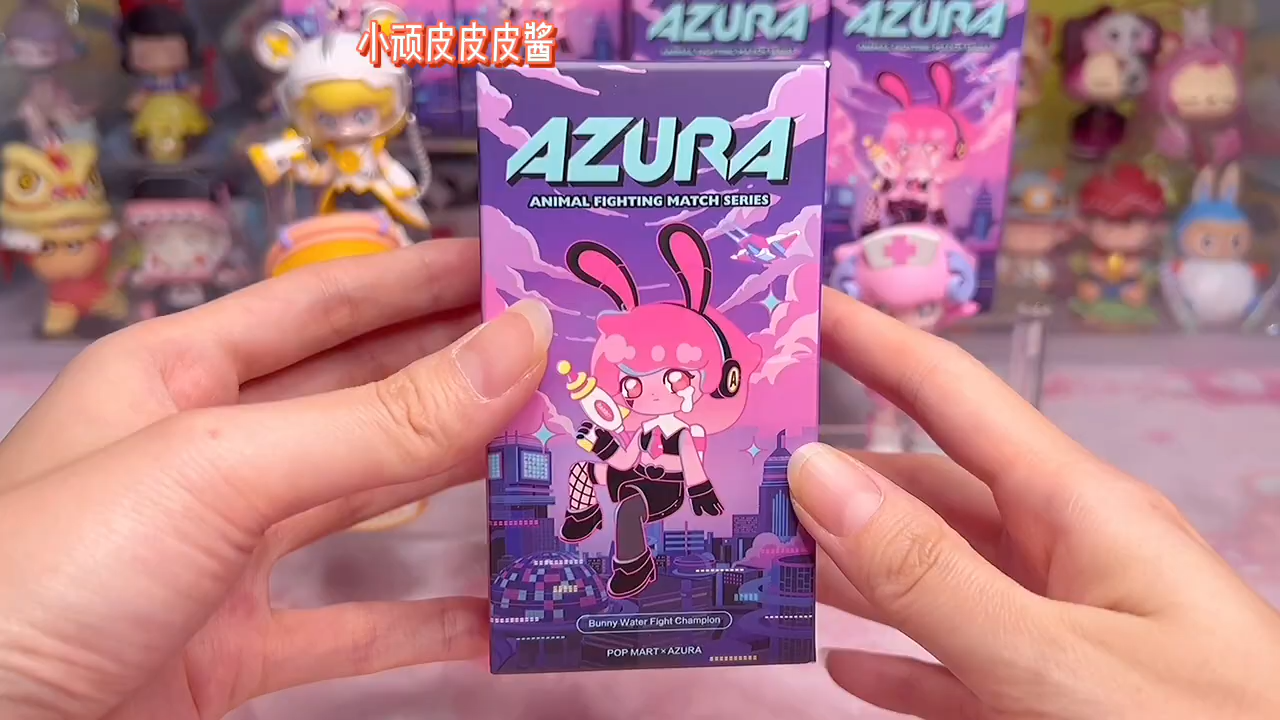 小顽皮皮皮酱
AZURA
AZURA
AZURA
ANIMAL FIGHTING MATCH SERIES
A
Bunny Water Fight Champion
POP MART × AZURA